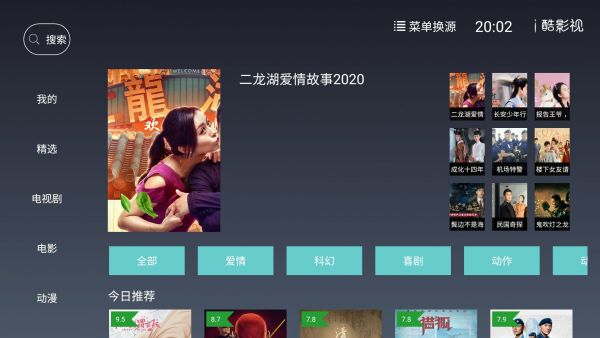 搜索
菜单换源
20:02
酷影视
我的
精选
电视剧
电影
动漫
WELCOME
龍
欢
二龙湖爱情故事2020
二龙湖爱情
长安少年行
报告王爷，
成化十四年
机场特警
楼下女友请
鬓边不是海
民国奇探
鬼吹灯之龙
全部
爱情
科幻
喜剧
动作
今日推荐
9.5
8.7
7.8
7.8
猎狐
7.9